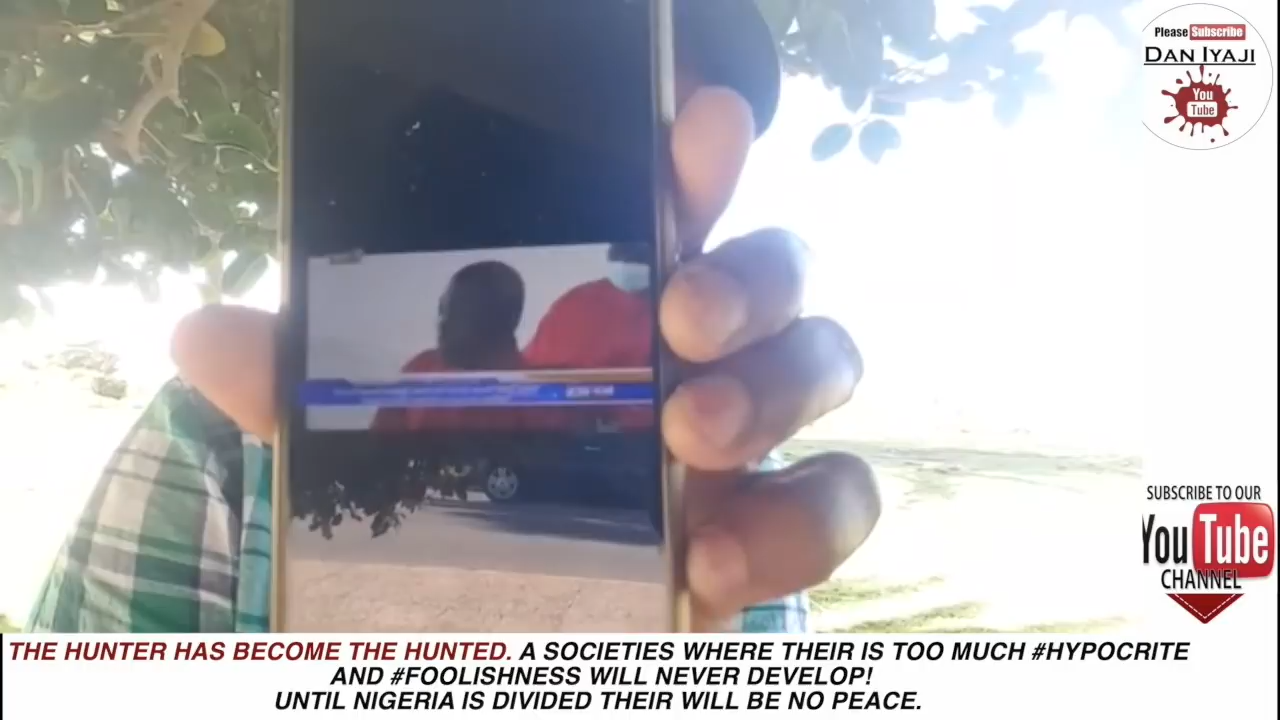 Please Subscribe
DAN IYAJI
You
Tube
SUBSCRIBE TO OUR
YouTube
CHANNEL
THE HUNTER HAS BECOME THE HUNTED. A SOCIETIES WHERE THEIR IS TOO MUCH #HYPOCRITE
AND #FOOLISHNESS WILL NEVER DEVELOP!
UNTIL NIGERIA IS DIVIDED THEIR WILL BE NO PEACE.